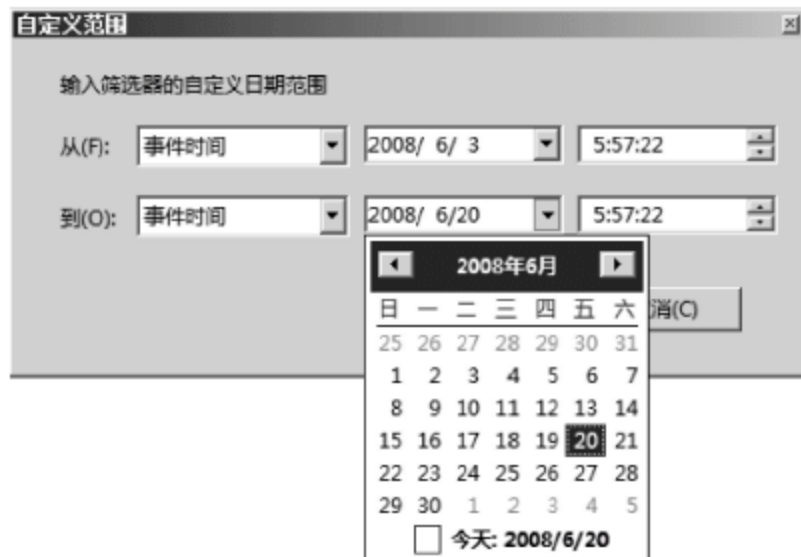 自定义范围
输入筛选器的自定义日期范围
从(F): 事件时间 2008/ 6/ 3 5:57:22
到(O): 事件时间 2008/ 6/20 5:57:22
2008年6月
日 一 二 三 四 五 六
消(C)
25 26 27 28 29 30 31
1 2 3 4 5 6 7
8 9 10 11 12 13 14
15 16 17 18 19 20 21
22 23 24 25 26 27 28
29 30 1 2 3 4 5
今天: 2008/6/20